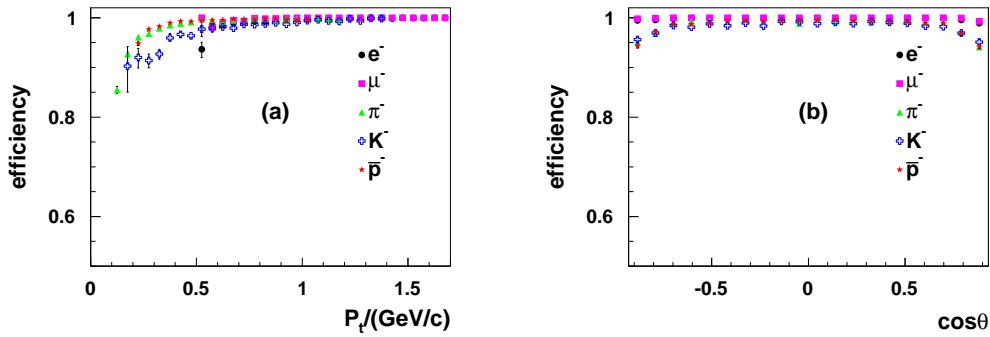 efficiency
1
0.8
0.6
0
0.5
1
1.5
P_t/(GeV/c)
(a)
e⁻
μ⁻
π⁻
K⁻
p̅⁻
efficiency
1
0.8
0.6
-0.5
0
0.5
cosθ
(b)
e⁻
μ⁻
π⁻
K⁻
p̅⁻